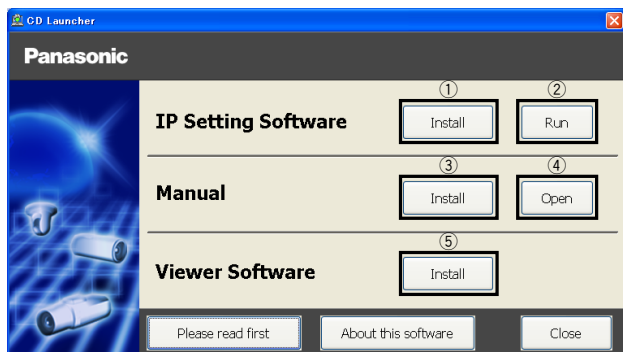 CD Launcher
Panasonic
① ②
IP Setting Software Install Run
③ ④
Manual Install Open
⑤
Viewer Software Install
Please read first About this software Close